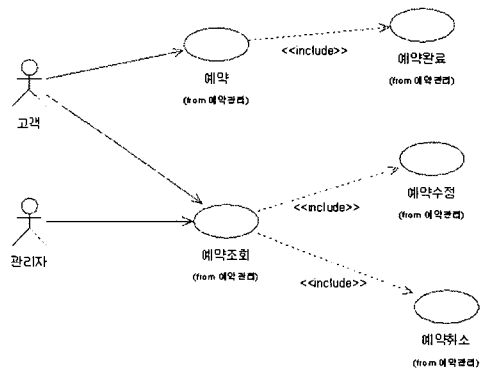 <<include>>
예약완료
(from 예약관리)
예약
(from 예약관리)
고객
예약수정
(from 예약관리)
<<include>>
관리자
예약조회
(from 예약관리)
<<include>>
예약취소
(from 예약관리)